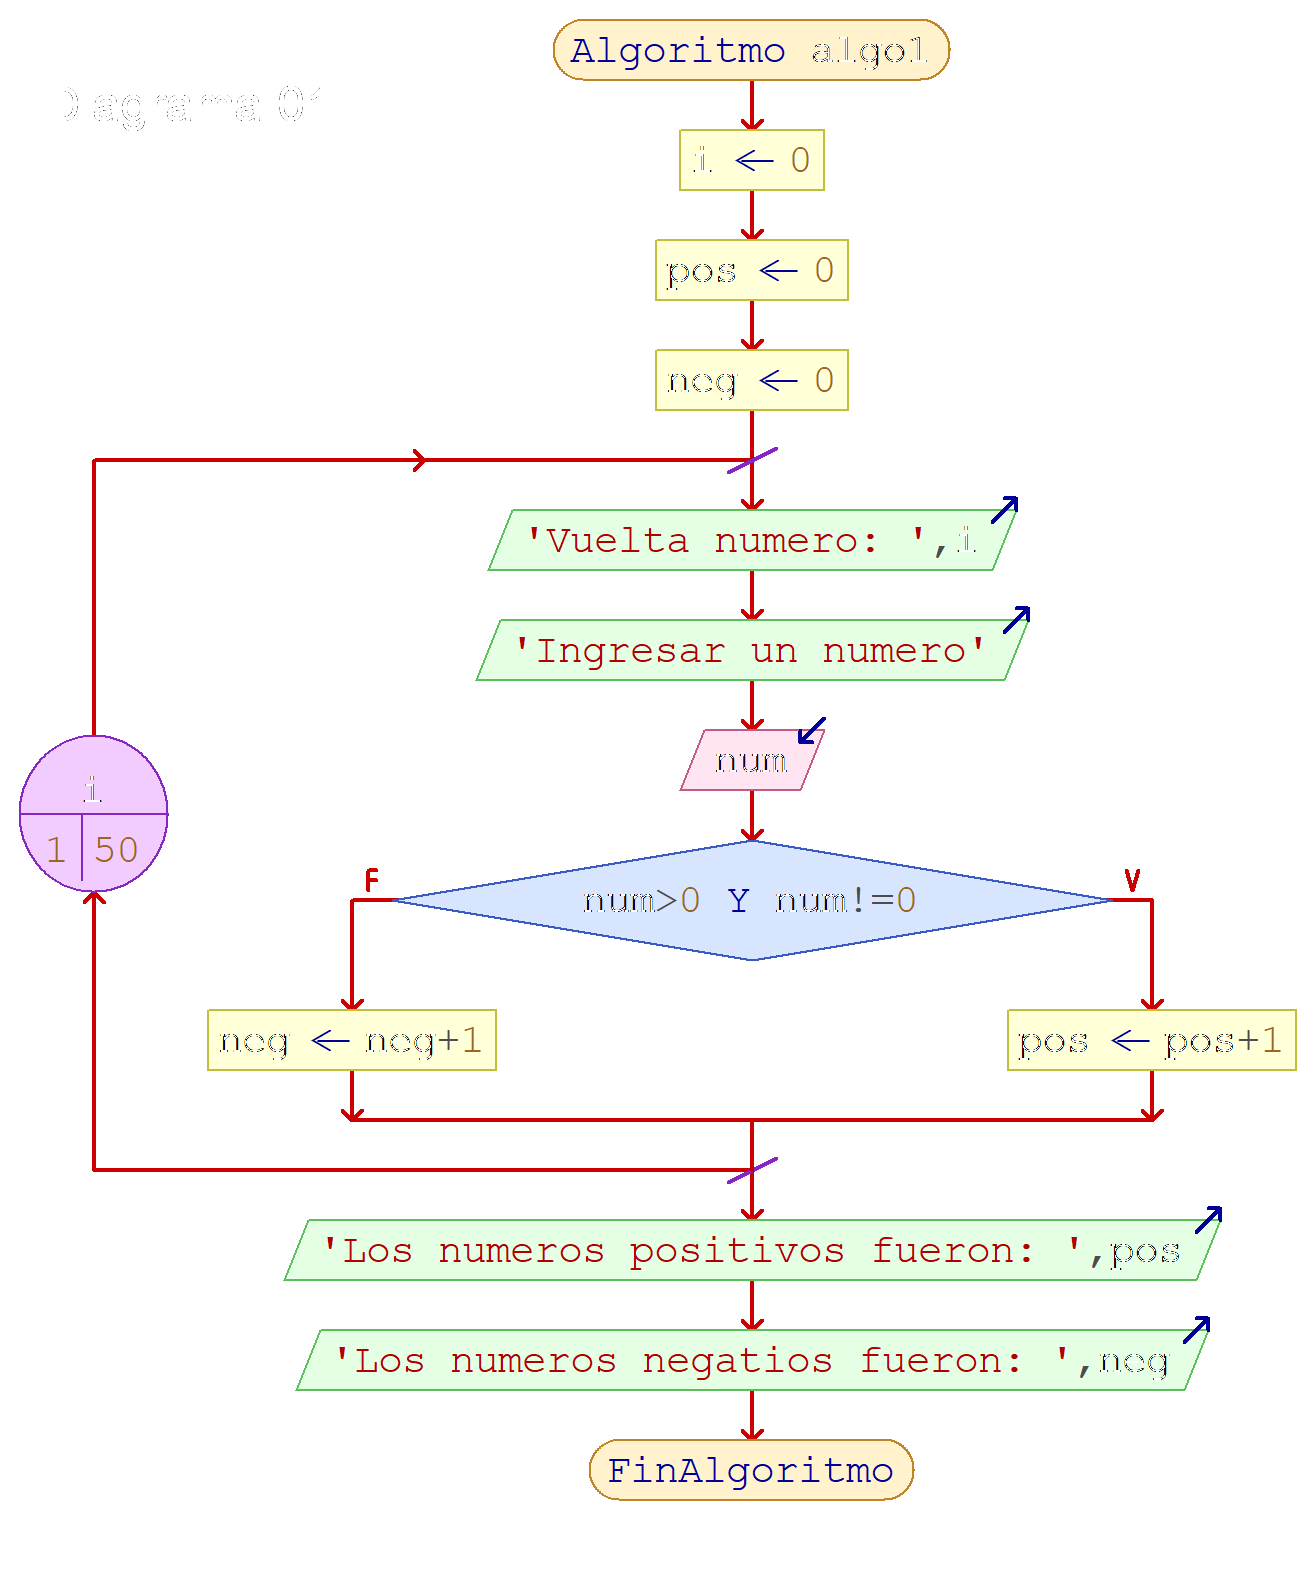 Algoritmo algo1
Diagrama 01
i ← 0
pos ← 0
neg ← 0
'Vuelta numero: ',i
'Ingresar un numero'
num
i
1 50
F
V
num>0 Y num!=0
neg ← neg+1
pos ← pos+1
'Los numeros positivos fueron: ',pos
'Los numeros negatios fueron: ',neg
FinAlgoritmo